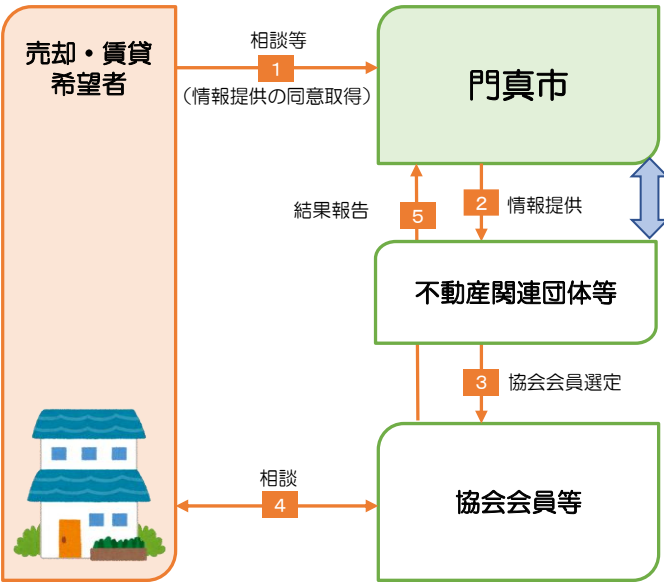 売却・賃貸
希望者
相談等
1
（情報提供の同意取得）
門真市
結果報告
5
2
情報提供
不動産関連団体等
3
協会会員選定
相談
4
協会会員等